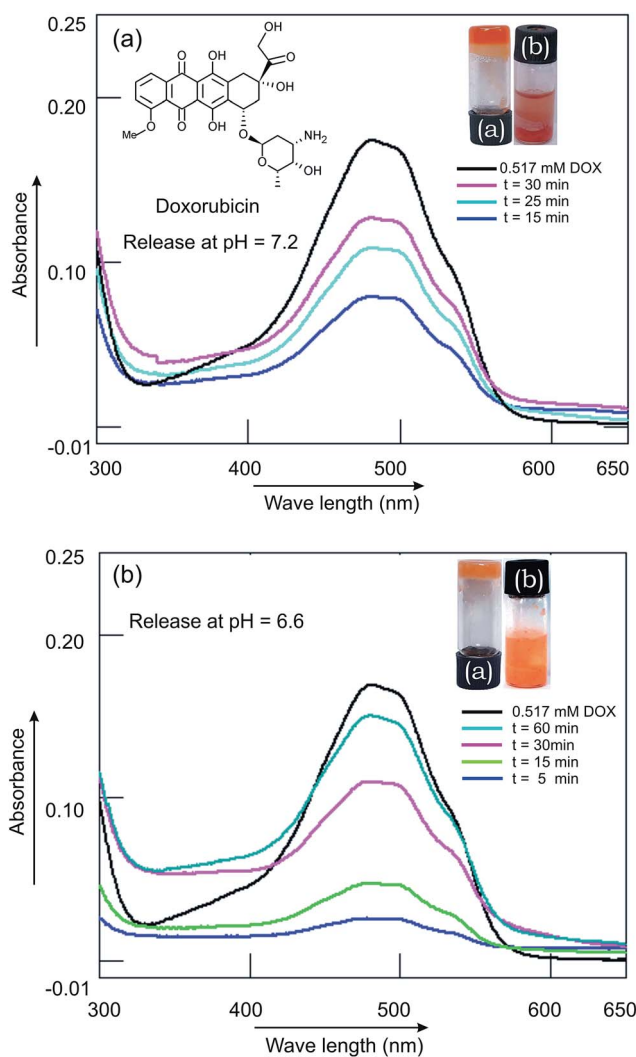 0.25
(a)
OH
O
O
OH
OH
O
OH
O
OH
O
Me
O
NH2
O
OH
(a)
(b)
Doxorubicin
Release at pH = 7.2
0.517 mM DOX
t = 30 min
t = 25 min
t = 15 min
0.20
0.10
-0.01
Absorbance
300
400
500
600
650
Wave length (nm)
0.25
(b)
Release at pH = 6.6
(a)
(b)
0.517 mM DOX
t = 60 min
t = 30min
t = 15 min
t = 5 min
0.20
0.10
-0.01
Absorbance
300
400
500
600
650
Wave length (nm)